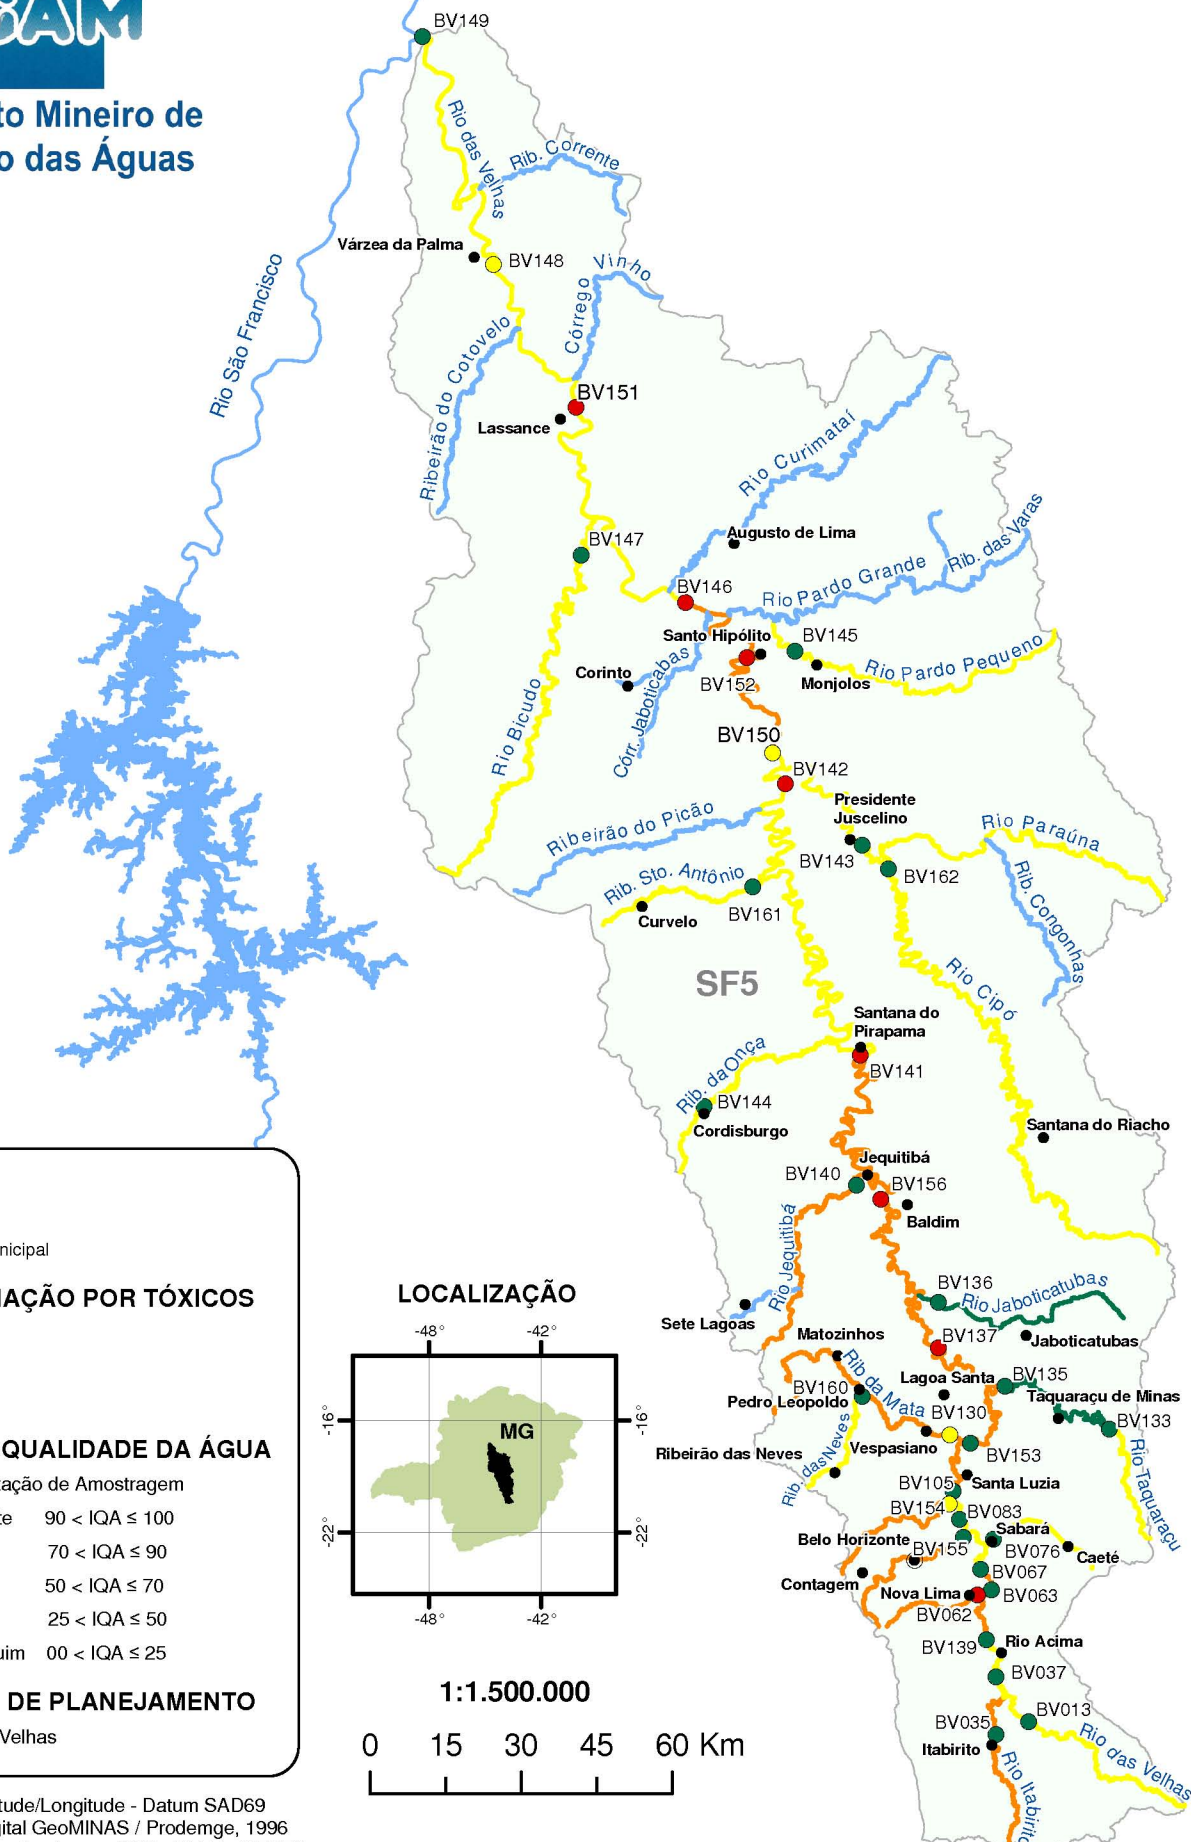 to Mineiro de
o das Águas
BV149
Rio das Velhas
Rib. Corrente
Várzea da Palma
BV148
Rio São Francisco
Córrego Vinho
Ribeirão do Cotovelo
BV151
Lassance
Rio Curimataí
Augusto de Lima
BV147
Rib. das Varas
Rio Pardo Grande
BV146
Santo Hipólito
BV145
Rio Pardo Pequeno
Corinto
BV152
Monjolos
Córr. Jaboticabas
Rio Bicudo
BV150
BV142
Presidente
Juscelino
Ribeirão do Picão
Rio Paraúna
BV143
BV162
Rib. Sto. Antônio
BV161
Curvelo
Rib. Congonhas
SF5
Rio Cipó
Santana do
Pirapama
Rib. da Onça
BV141
BV144
Cordisburgo
Santana do Riacho
Jequitibá
BV140
BV156
Baldim
Rio Jequitibá
BV136
Rio Jaboticatubas
Sete Lagoas
Matozinhos
BV137
Jaboticatubas
Rib da Mata
Lagoa Santa
BV135
BV160
Taquaraçu de Minas
Pedro Leopoldo
BV130
BV133
Ribeirão das Neves
Vespasiano
BV153
Rib. das Neves
Rio Taquaraçu
BV105
Santa Luzia
BV154
BV083
Belo Horizonte
Sabará
BV155
BV076
Caeté
Contagem
BV067
Nova Lima
BV063
BV062
BV139
Rio Acima
BV037
BV035
BV013
Itabirito
Rio das Velhas
Rio Itabirito
nicipal
NAÇÃO POR TÓXICOS
QUALIDADE DA ÁGUA
tação de Amostragem
te 90 < IQA ≤ 100
70 < IQA ≤ 90
50 < IQA ≤ 70
25 < IQA ≤ 50
uim 00 < IQA ≤ 25
DE PLANEJAMENTO
Velhas
LOCALIZAÇÃO
-48° -42°
-16° -16°
MG
-22° -22°
-48° -42°
1:1.500.000
0 15 30 45 60 Km
tude/Longitude - Datum SAD69
gital GeoMINAS / Prodemge, 1996